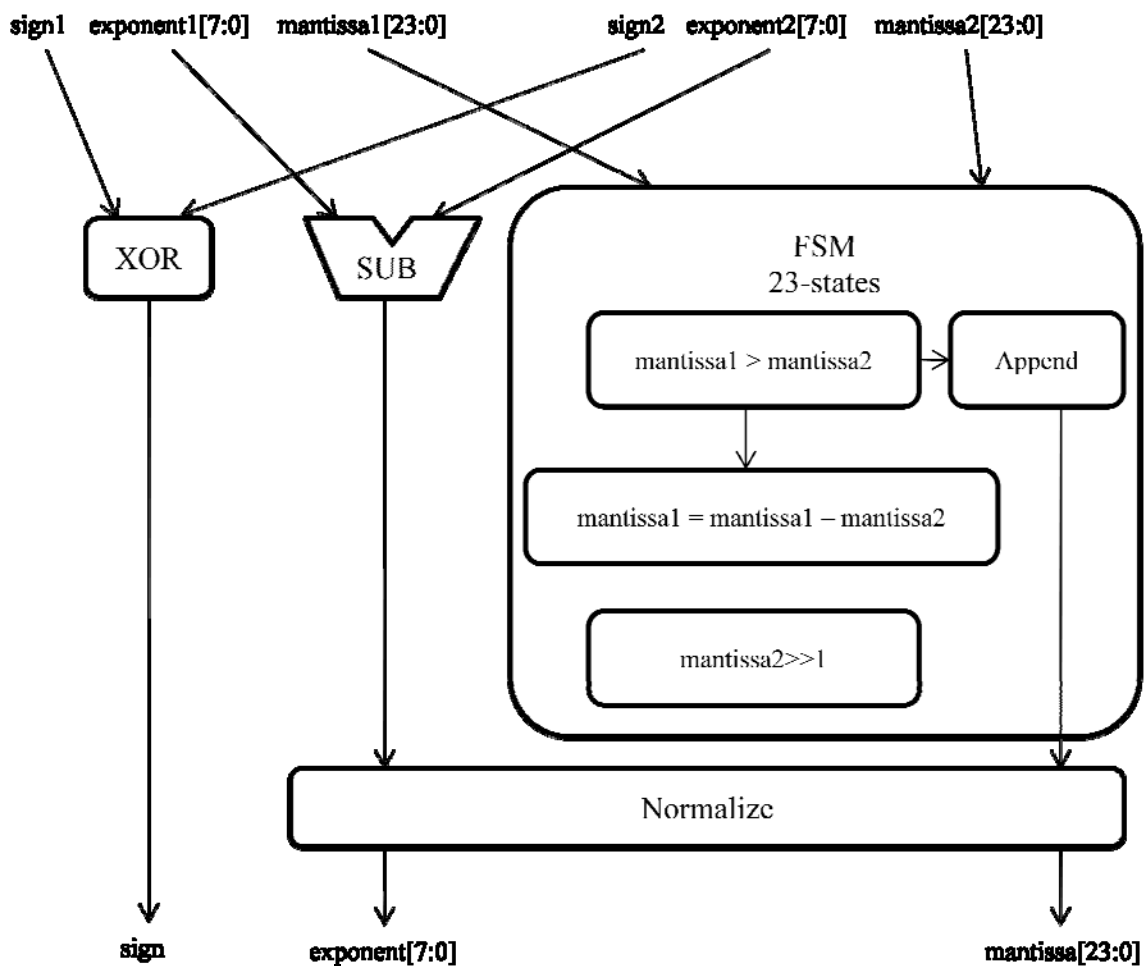 sign1 exponent1[7:0] mantissa1[23:0] sign2 exponent2[7:0] mantissa2[23:0]
XOR
SUB
FSM
23-states
mantissa1 > mantissa2
Append
mantissa1 = mantissa1 – mantissa2
mantissa2>>1
Normalize
sign exponent[7:0] mantissa[23:0]